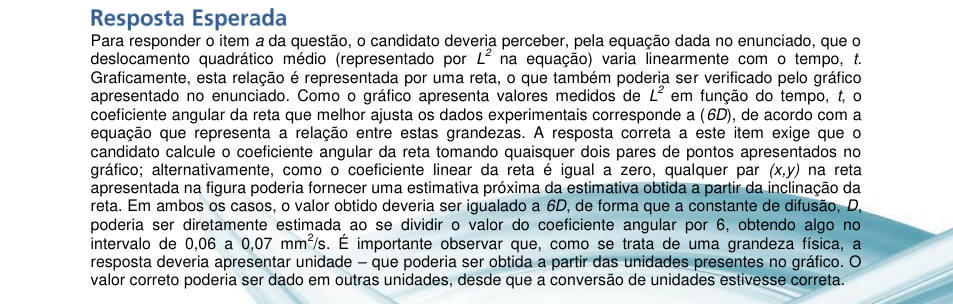 Resposta Esperada
Para responder o item a da questão, o candidato deveria perceber, pela equação dada no enunciado, que o
deslocamento quadrático médio (representado por L² na equação) varia linearmente com o tempo, t.
Graficamente, esta relação é representada por uma reta, o que também poderia ser verificado pelo gráfico
apresentado no enunciado. Como o gráfico apresenta valores medidos de L² em função do tempo, t, o
coeficiente angular da reta que melhor ajusta os dados experimentais corresponde a (6D), de acordo com a
equação que representa a relação entre estas grandezas. A resposta correta a este item exige que o
candidato calcule o coeficiente angular da reta tomando quaisquer dois pares de pontos apresentados no
gráfico; alternativamente, como o coeficiente linear da reta é igual a zero, qualquer par (x,y) na reta
apresentada na figura poderia fornecer uma estimativa próxima da estimativa obtida a partir da inclinação da
reta. Em ambos os casos, o valor obtido deveria ser igualado a 6D, de forma que a constante de difusão, D,
poderia ser diretamente estimada ao se dividir o valor do coeficiente angular por 6, obtendo algo no
intervalo de 0,06 a 0,07 mm²/s. É importante observar que, como se trata de uma grandeza física, a
resposta deveria apresentar unidade – que poderia ser obtida a partir das unidades presentes no gráfico. O
valor correto poderia ser dado em outras unidades, desde que a conversão de unidades estivesse correta.